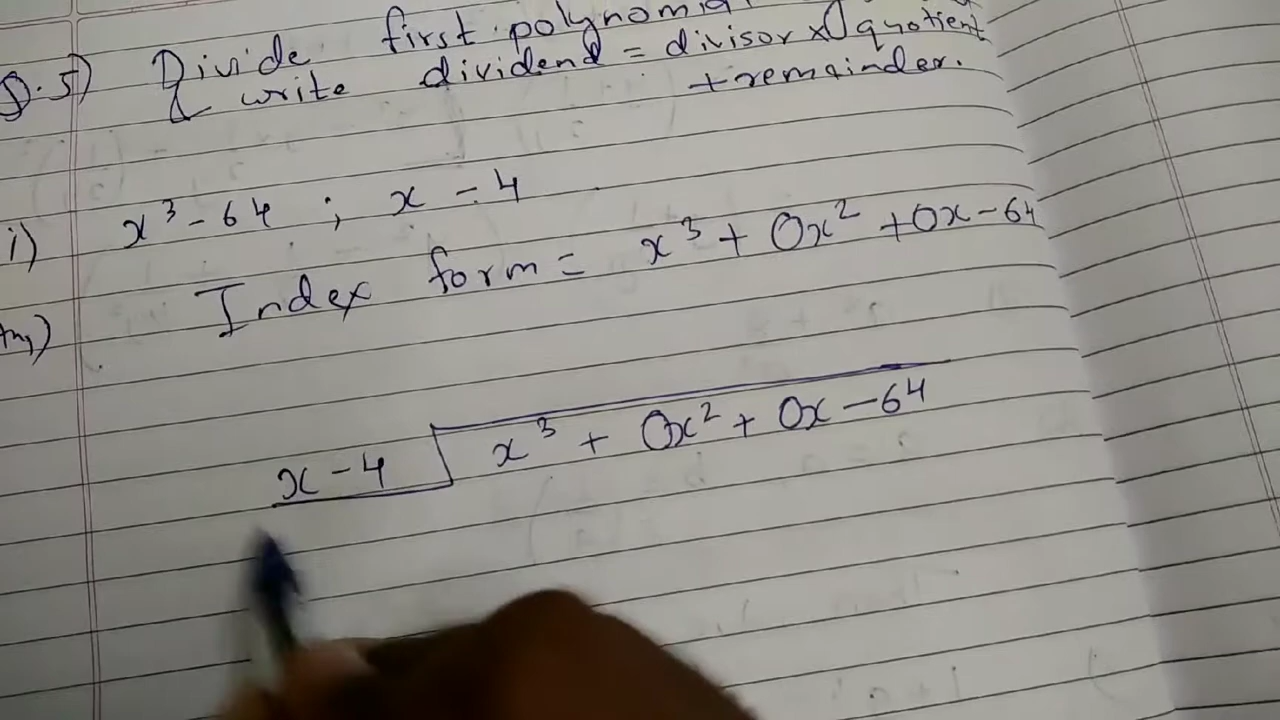 Q.5) Divide first polynomial
& write dividend = divisor × quotient
+ remainder.
i) x³ - 64 ; x - 4
Index form = x³ + 0x² + 0x - 64
x - 4 x³ + 0x² + 0x - 64